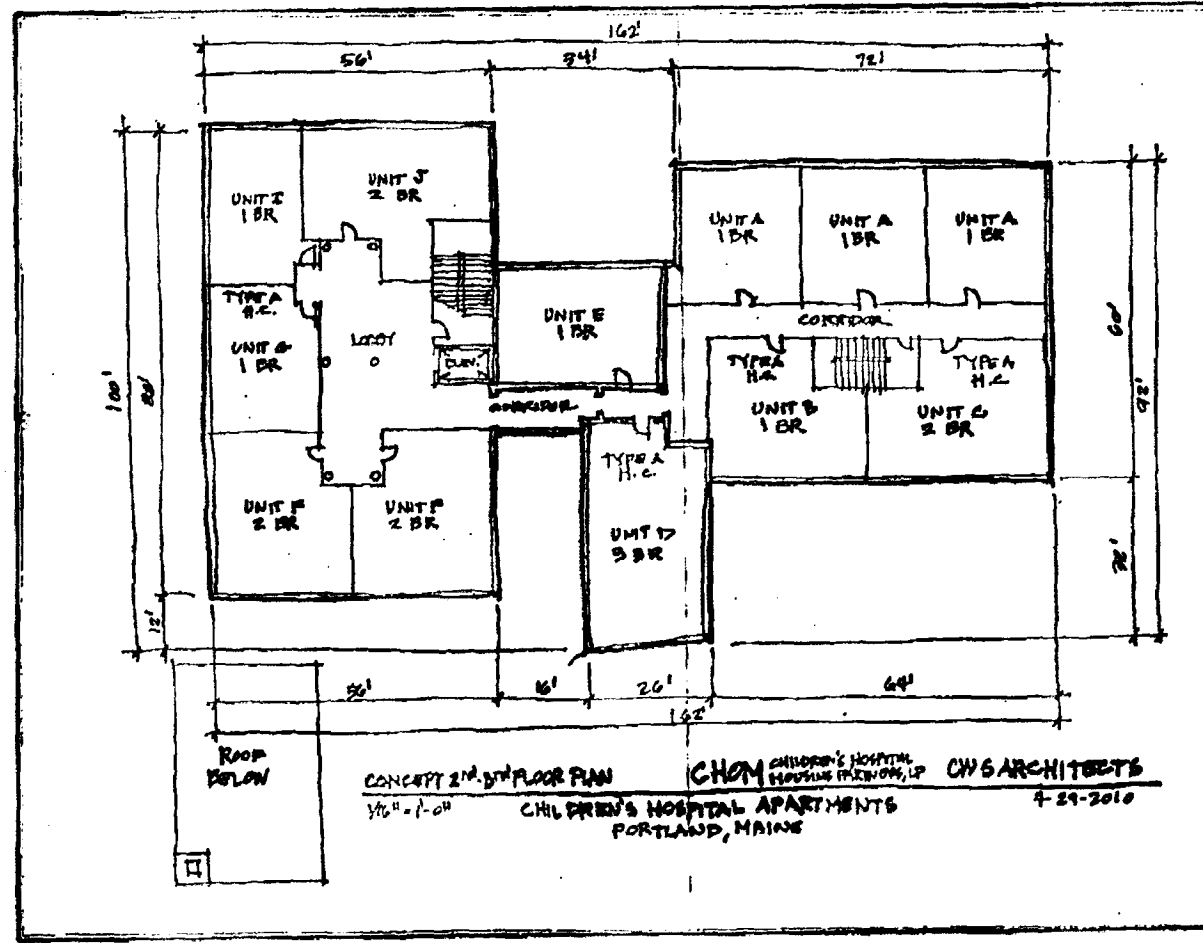 162'
56'
34'
72'
UNIT I
1 BR
UNIT J
2 BR
UNIT A
1 BR
UNIT A
1 BR
UNIT A
1 BR
TYPE A
H.C.
UNIT G
1 BR
LOBBY
ELEV.
UNIT E
1 BR
CORRIDOR
CORRIDOR
TYPE A
H.C.
UNIT B
1 BR
TYPE A
H.C.
UNIT C
2 BR
TYPE A
H.C.
UNIT D
3 BR
UNIT F
2 BR
UNIT F
2 BR
100'
12'
60'
92'
56'
16'
26'
64'
162'
ROOF
BELOW
CONCEPT 2ND FLOOR PLAN
CHOM CHILDREN'S HOSPITAL
HOUSING PARTNERS, LP
CWS ARCHITECTS
1/16" = 1'-0"
CHILDREN'S HOSPITAL APARTMENTS
4-29-2010
PORTLAND, MAINE